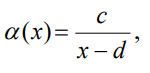 α(x) = c / (x − d),